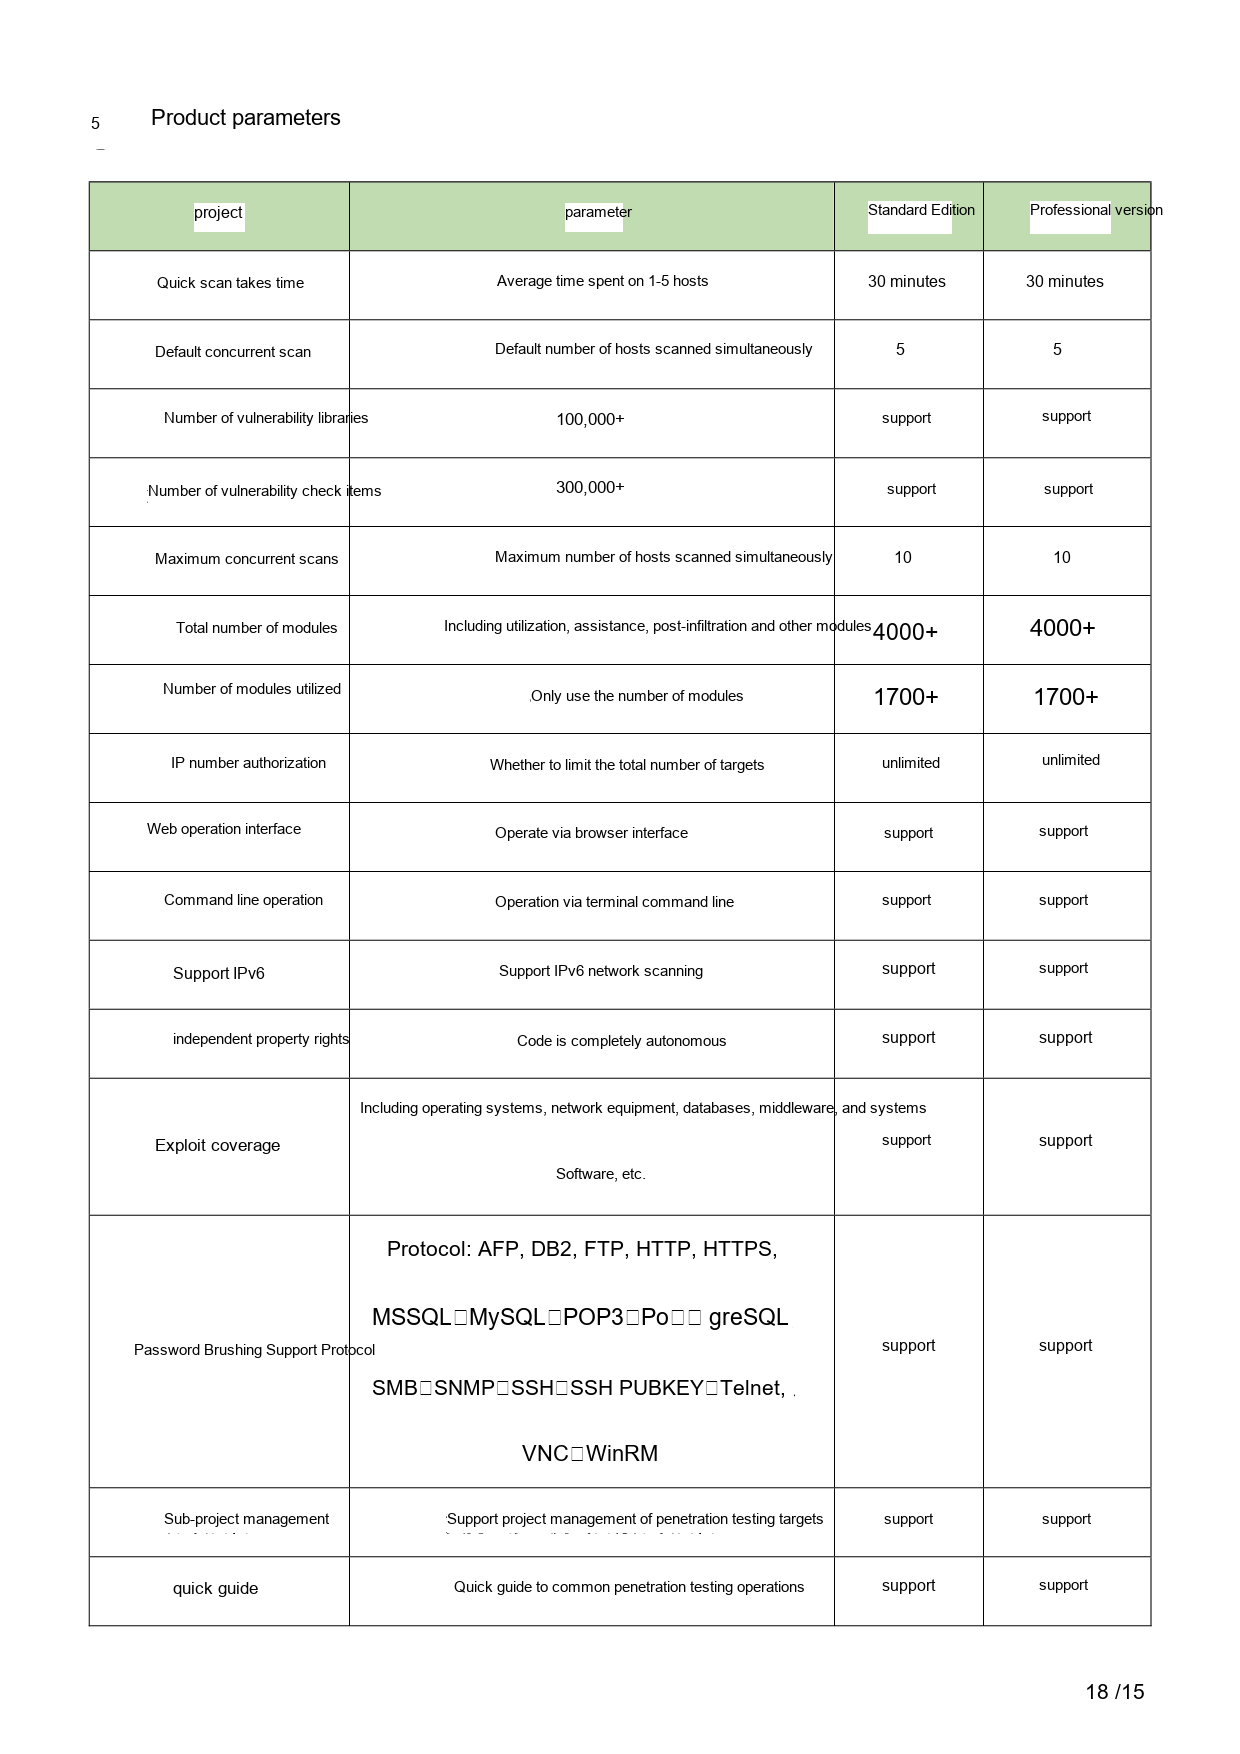 5 Product parameters
project parameter Standard Edition Professional version
Quick scan takes time Average time spent on 1-5 hosts 30 minutes 30 minutes
Default concurrent scan Default number of hosts scanned simultaneously 5 5
Number of vulnerability libraries 100,000+ support support
Number of vulnerability check items 300,000+ support support
Maximum concurrent scans Maximum number of hosts scanned simultaneously 10 10
Total number of modules Including utilization, assistance, post-infiltration and other modules 4000+ 4000+
Number of modules utilized Only use the number of modules 1700+ 1700+
IP number authorization Whether to limit the total number of targets unlimited unlimited
Web operation interface Operate via browser interface support support
Command line operation Operation via terminal command line support support
Support IPv6 Support IPv6 network scanning support support
independent property rights Code is completely autonomous support support
Including operating systems, network equipment, databases, middleware, and systems
Exploit coverage support support
Software, etc.
Protocol: AFP, DB2, FTP, HTTP, HTTPS,
MSSQL□MySQL□POP3□Po□□ greSQL
Password Brushing Support Protocol support support
SMB□SNMP□SSH□SSH PUBKEY□Telnet,
VNC□WinRM
Sub-project management Support project management of penetration testing targets support support
quick guide Quick guide to common penetration testing operations support support
18 /15